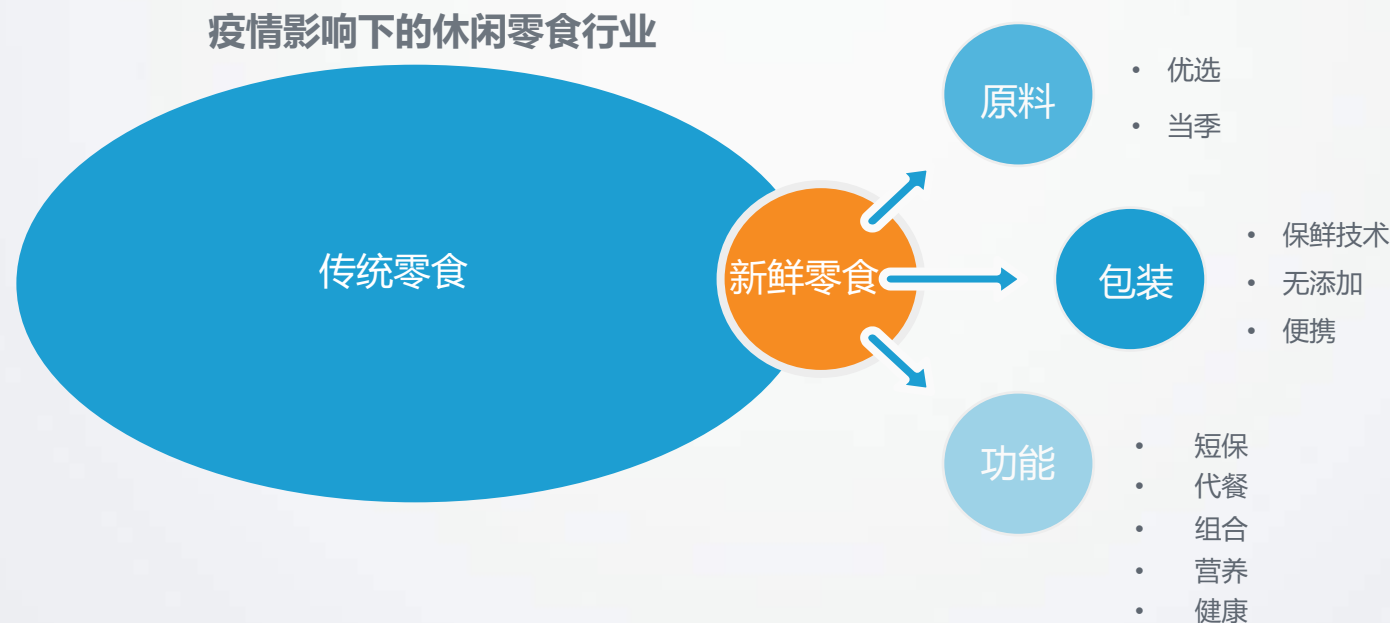 疫情影响下的休闲零食行业
传统零食
新鲜零食
原料
• 优选
• 当季
包装
• 保鲜技术
• 无添加
• 便携
功能
• 短保
• 代餐
• 组合
• 营养
• 健康